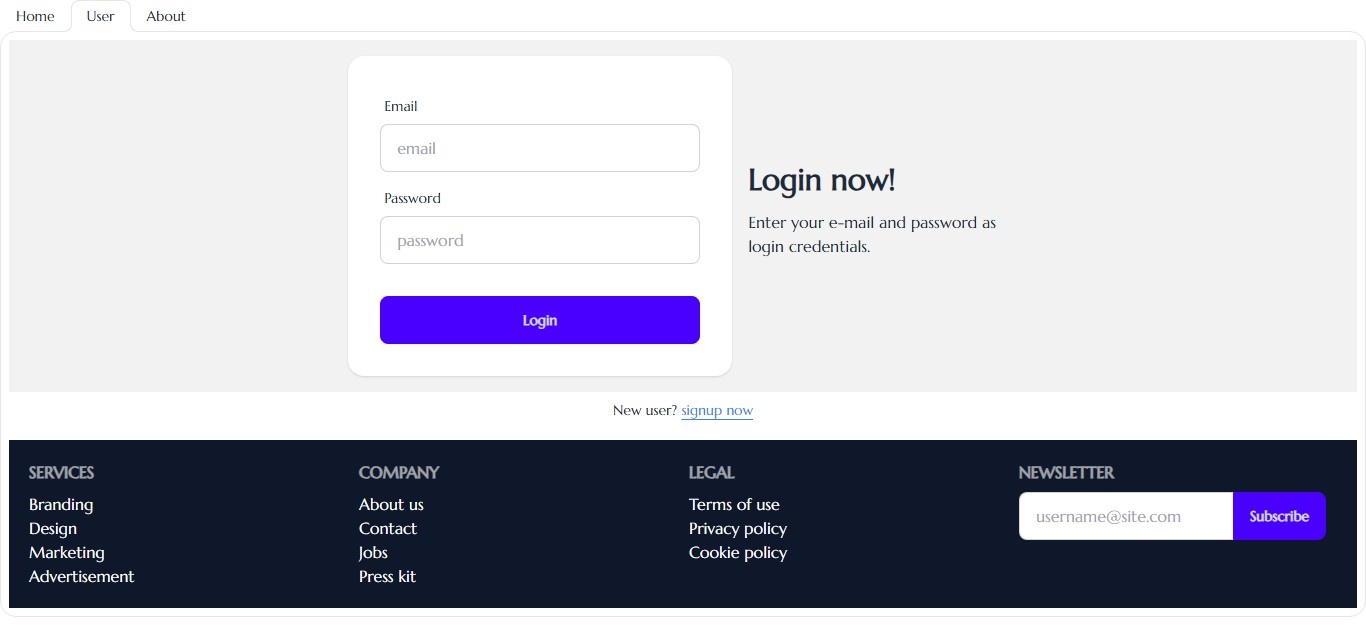 Home
User
About
Email
email
Password
password
Login
Login now!
Enter your e-mail and password as
login credentials.
New user? signup now
SERVICES
Branding
Design
Marketing
Advertisement
COMPANY
About us
Contact
Jobs
Press kit
LEGAL
Terms of use
Privacy policy
Cookie policy
NEWSLETTER
username@site.com
Subscribe